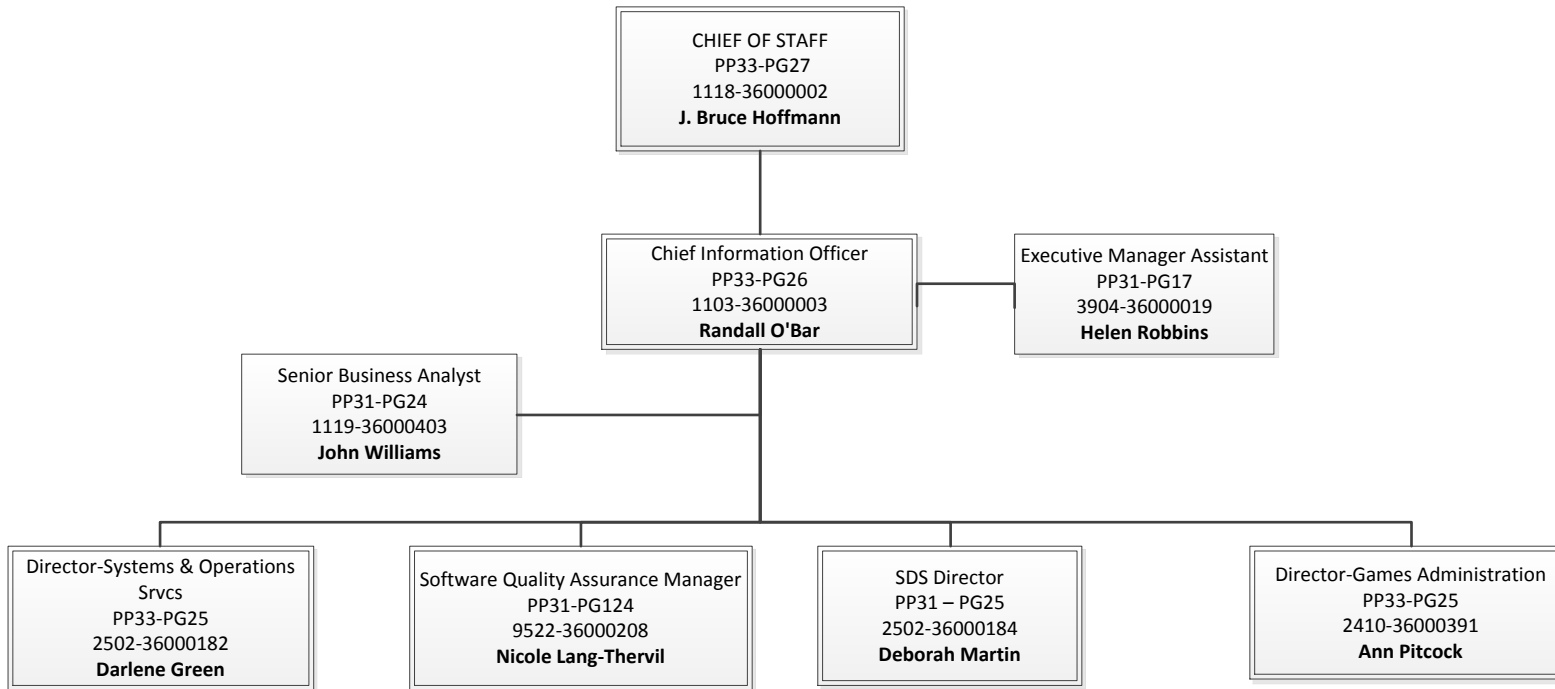 CHIEF OF STAFF
PP33-PG27
1118-36000002
J. Bruce Hoffmann
Chief Information Officer
PP33-PG26
1103-36000003
Randall O'Bar
Executive Manager Assistant
PP31-PG17
3904-36000019
Helen Robbins
Senior Business Analyst
PP31-PG24
1119-36000403
John Williams
Director-Systems & Operations
Srvcs
PP33-PG25
2502-36000182
Darlene Green
Software Quality Assurance Manager
PP31-PG124
9522-36000208
Nicole Lang-Thervil
SDS Director
PP31 – PG25
2502-36000184
Deborah Martin
Director-Games Administration
PP33-PG25
2410-36000391
Ann Pitcock